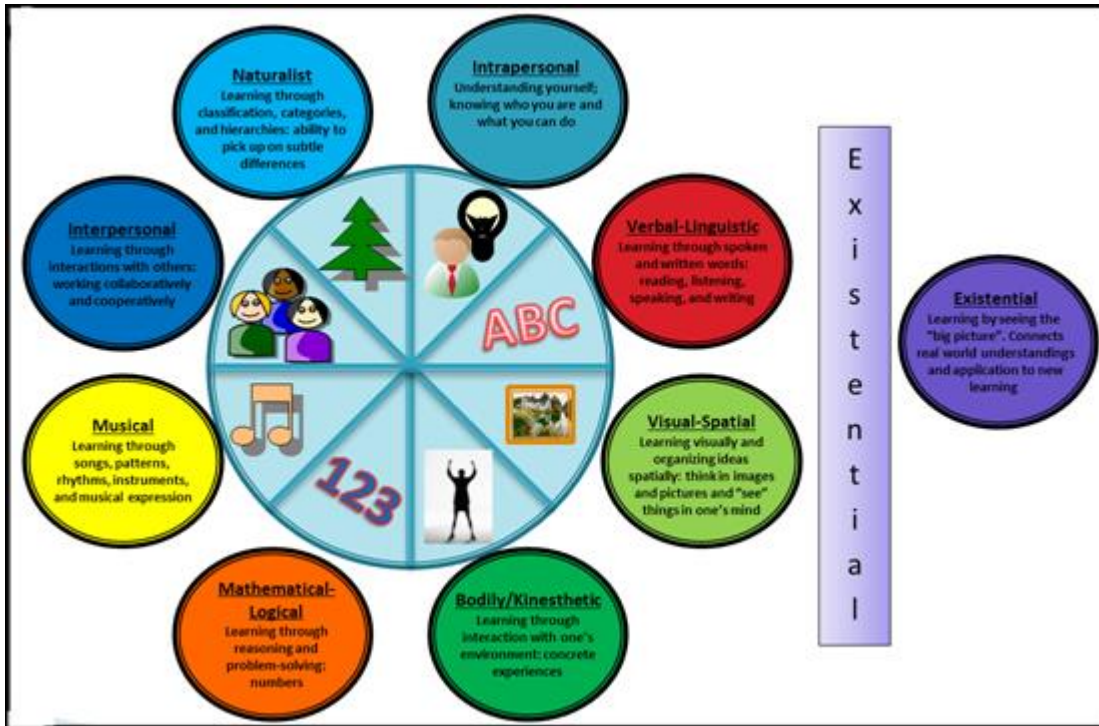 Naturalist
Learning through
classification, categories,
and hierarchies: ability to
pick up on subtle
differences
Intrapersonal
Understanding yourself;
knowing who you are and
what you can do
Interpersonal
Learning through
interactions with others:
working collaboratively
and cooperatively
Verbal-Linguistic
Learning through spoken
and written words:
reading, listening,
speaking, and writing
ABC
Musical
Learning through
songs, patterns,
rhythms, instruments,
and musical expression
Visual-Spatial
Learning visually and
organizing ideas
spatially: think in images
and pictures and "see"
things in one's mind
123
Mathematical-
Logical
Learning through
reasoning and
problem-solving:
numbers
Bodily/Kinesthetic
Learning through
interaction with one's
environment: concrete
experiences
Existential
Existential
Learning by seeing the
"big picture". Connects
real world understandings
and application to new
learning